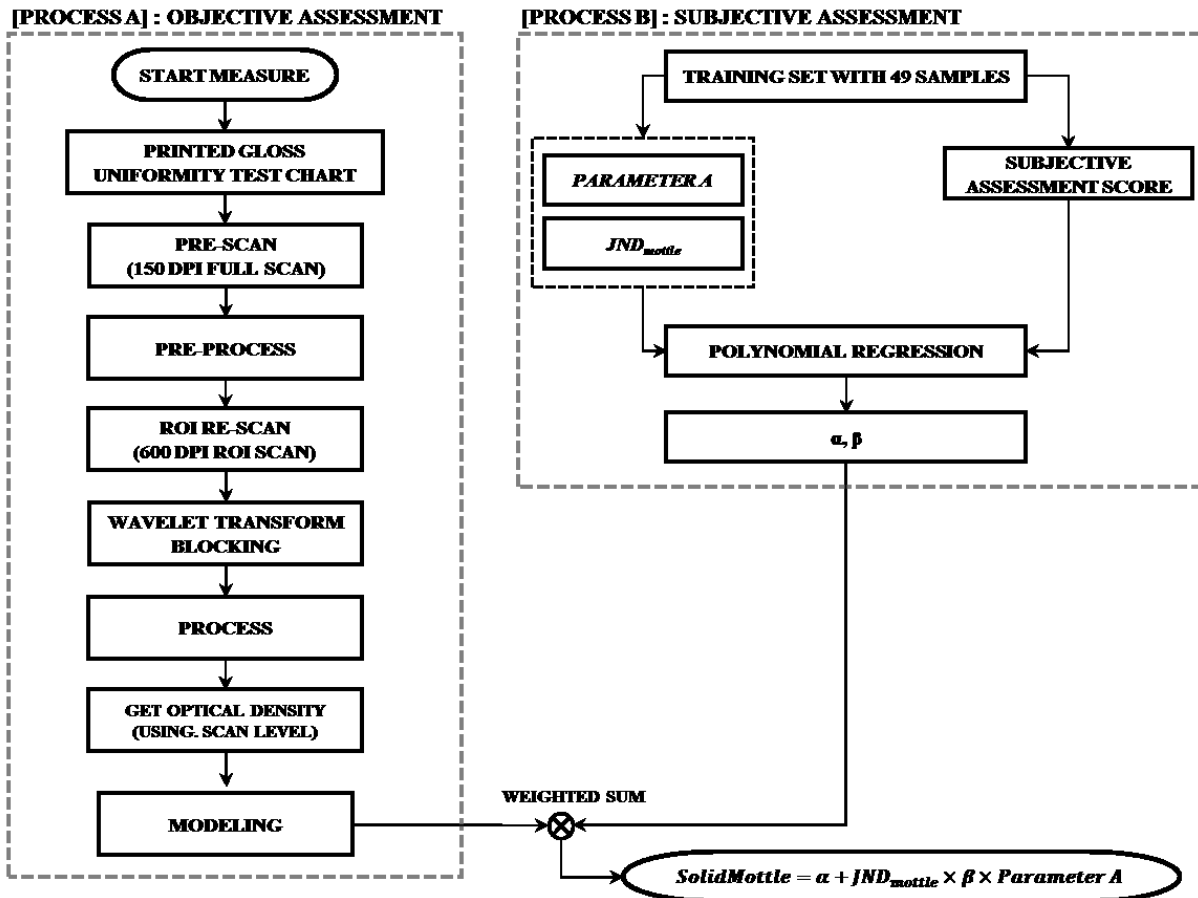 [PROCESS A] : OBJECTIVE ASSESSMENT
START MEASURE
PRINTED GLOSS
UNIFORMITY TEST CHART
PRE-SCAN
(150 DPI FULL SCAN)
PRE-PROCESS
ROI RE-SCAN
(600 DPI ROI SCAN)
WAVELET TRANSFORM
BLOCKING
PROCESS
GET OPTICAL DENSITY
(USING. SCAN LEVEL)
MODELING
[PROCESS B] : SUBJECTIVE ASSESSMENT
TRAINING SET WITH 49 SAMPLES
PARAMETER A
JND_mottle
SUBJECTIVE
ASSESSMENT SCORE
POLYNOMIAL REGRESSION
α, β
WEIGHTED SUM
SolidMottle = α + JND_mottle × β × Parameter A